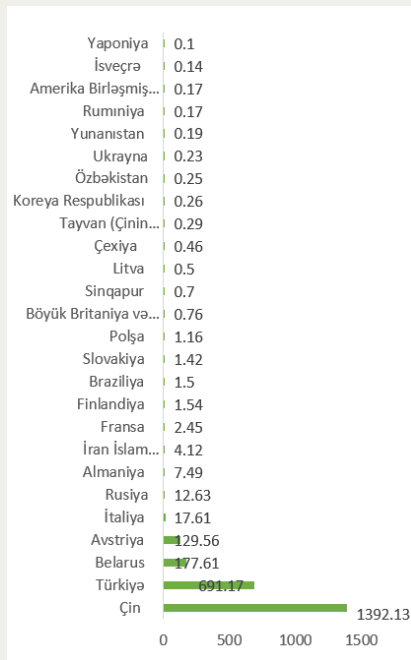 Yaponiya 0.1
İsveçrə 0.14
Amerika Birləşmiş... 0.17
Rumıniya 0.17
Yunanıstan 0.19
Ukrayna 0.23
Özbəkistan 0.25
Koreya Respublikası 0.26
Tayvan (Çinin... 0.29
Çexiya 0.46
Litva 0.5
Sinqapur 0.7
Böyük Britaniya və... 0.76
Polşa 1.16
Slovakiya 1.42
Braziliya 1.5
Finlandiya 1.54
Fransa 2.45
İran İslam... 4.12
Almaniya 7.49
Rusiya 12.63
İtaliya 17.61
Avstriya 129.56
Belarus 177.61
Türkiyə 691.17
Çin 1392.13
0 500 1000 1500